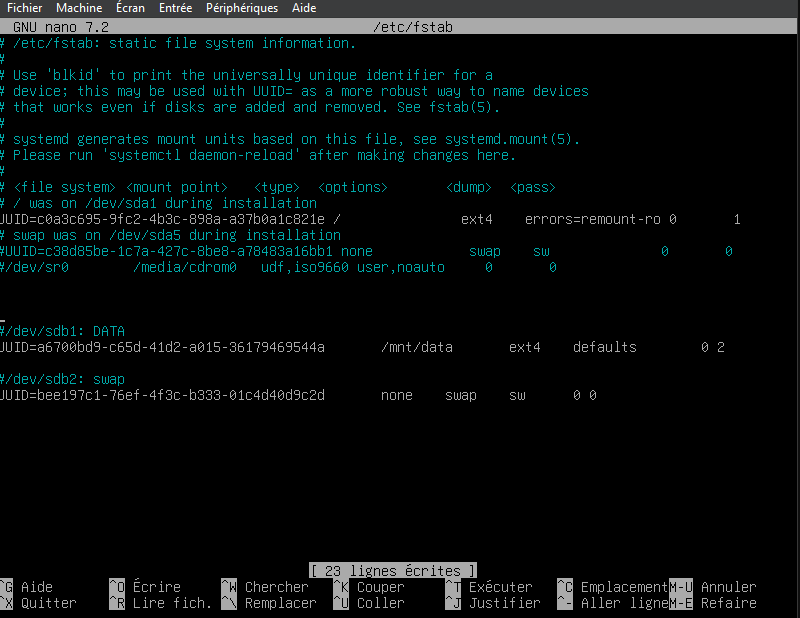 Fichier Machine Écran Entrée Périphériques Aide
GNU nano 7.2 /etc/fstab
# /etc/fstab: static file system information.
#
# Use 'blkid' to print the universally unique identifier for a
# device; this may be used with UUID= as a more robust way to name devices
# that works even if disks are added and removed. See fstab(5).
#
# systemd generates mount units based on this file, see systemd.mount(5).
# Please run 'systemctl daemon-reload' after making changes here.
#
# <file system> <mount point> <type> <options> <dump> <pass>
# / was on /dev/sda1 during installation
UUID=c0a3c695-9fc2-4b3c-898a-a37b0a1c821e / ext4 errors=remount-ro 0 1
# swap was on /dev/sda5 during installation
#UUID=c38d85be-1c7a-427c-8be8-a78483a16bb1 none swap sw 0 0
#/dev/sr0 /media/cdrom0 udf,iso9660 user,noauto 0 0
#/dev/sdb1: DATA
UUID=a6700bd9-c65d-41d2-a015-36179469544a /mnt/data ext4 defaults 0 2
#/dev/sdb2: swap
UUID=bee197c1-76ef-4f3c-b333-01c4d40d9c2d none swap sw 0 0
[ 23 lignes écrites ]
^G Aide ^O Écrire ^W Chercher ^K Couper ^T Exécuter ^C Emplacement M-U Annuler
^X Quitter ^R Lire fich. ^\ Remplacer ^U Coller ^J Justifier ^- Aller ligne M-E Refaire